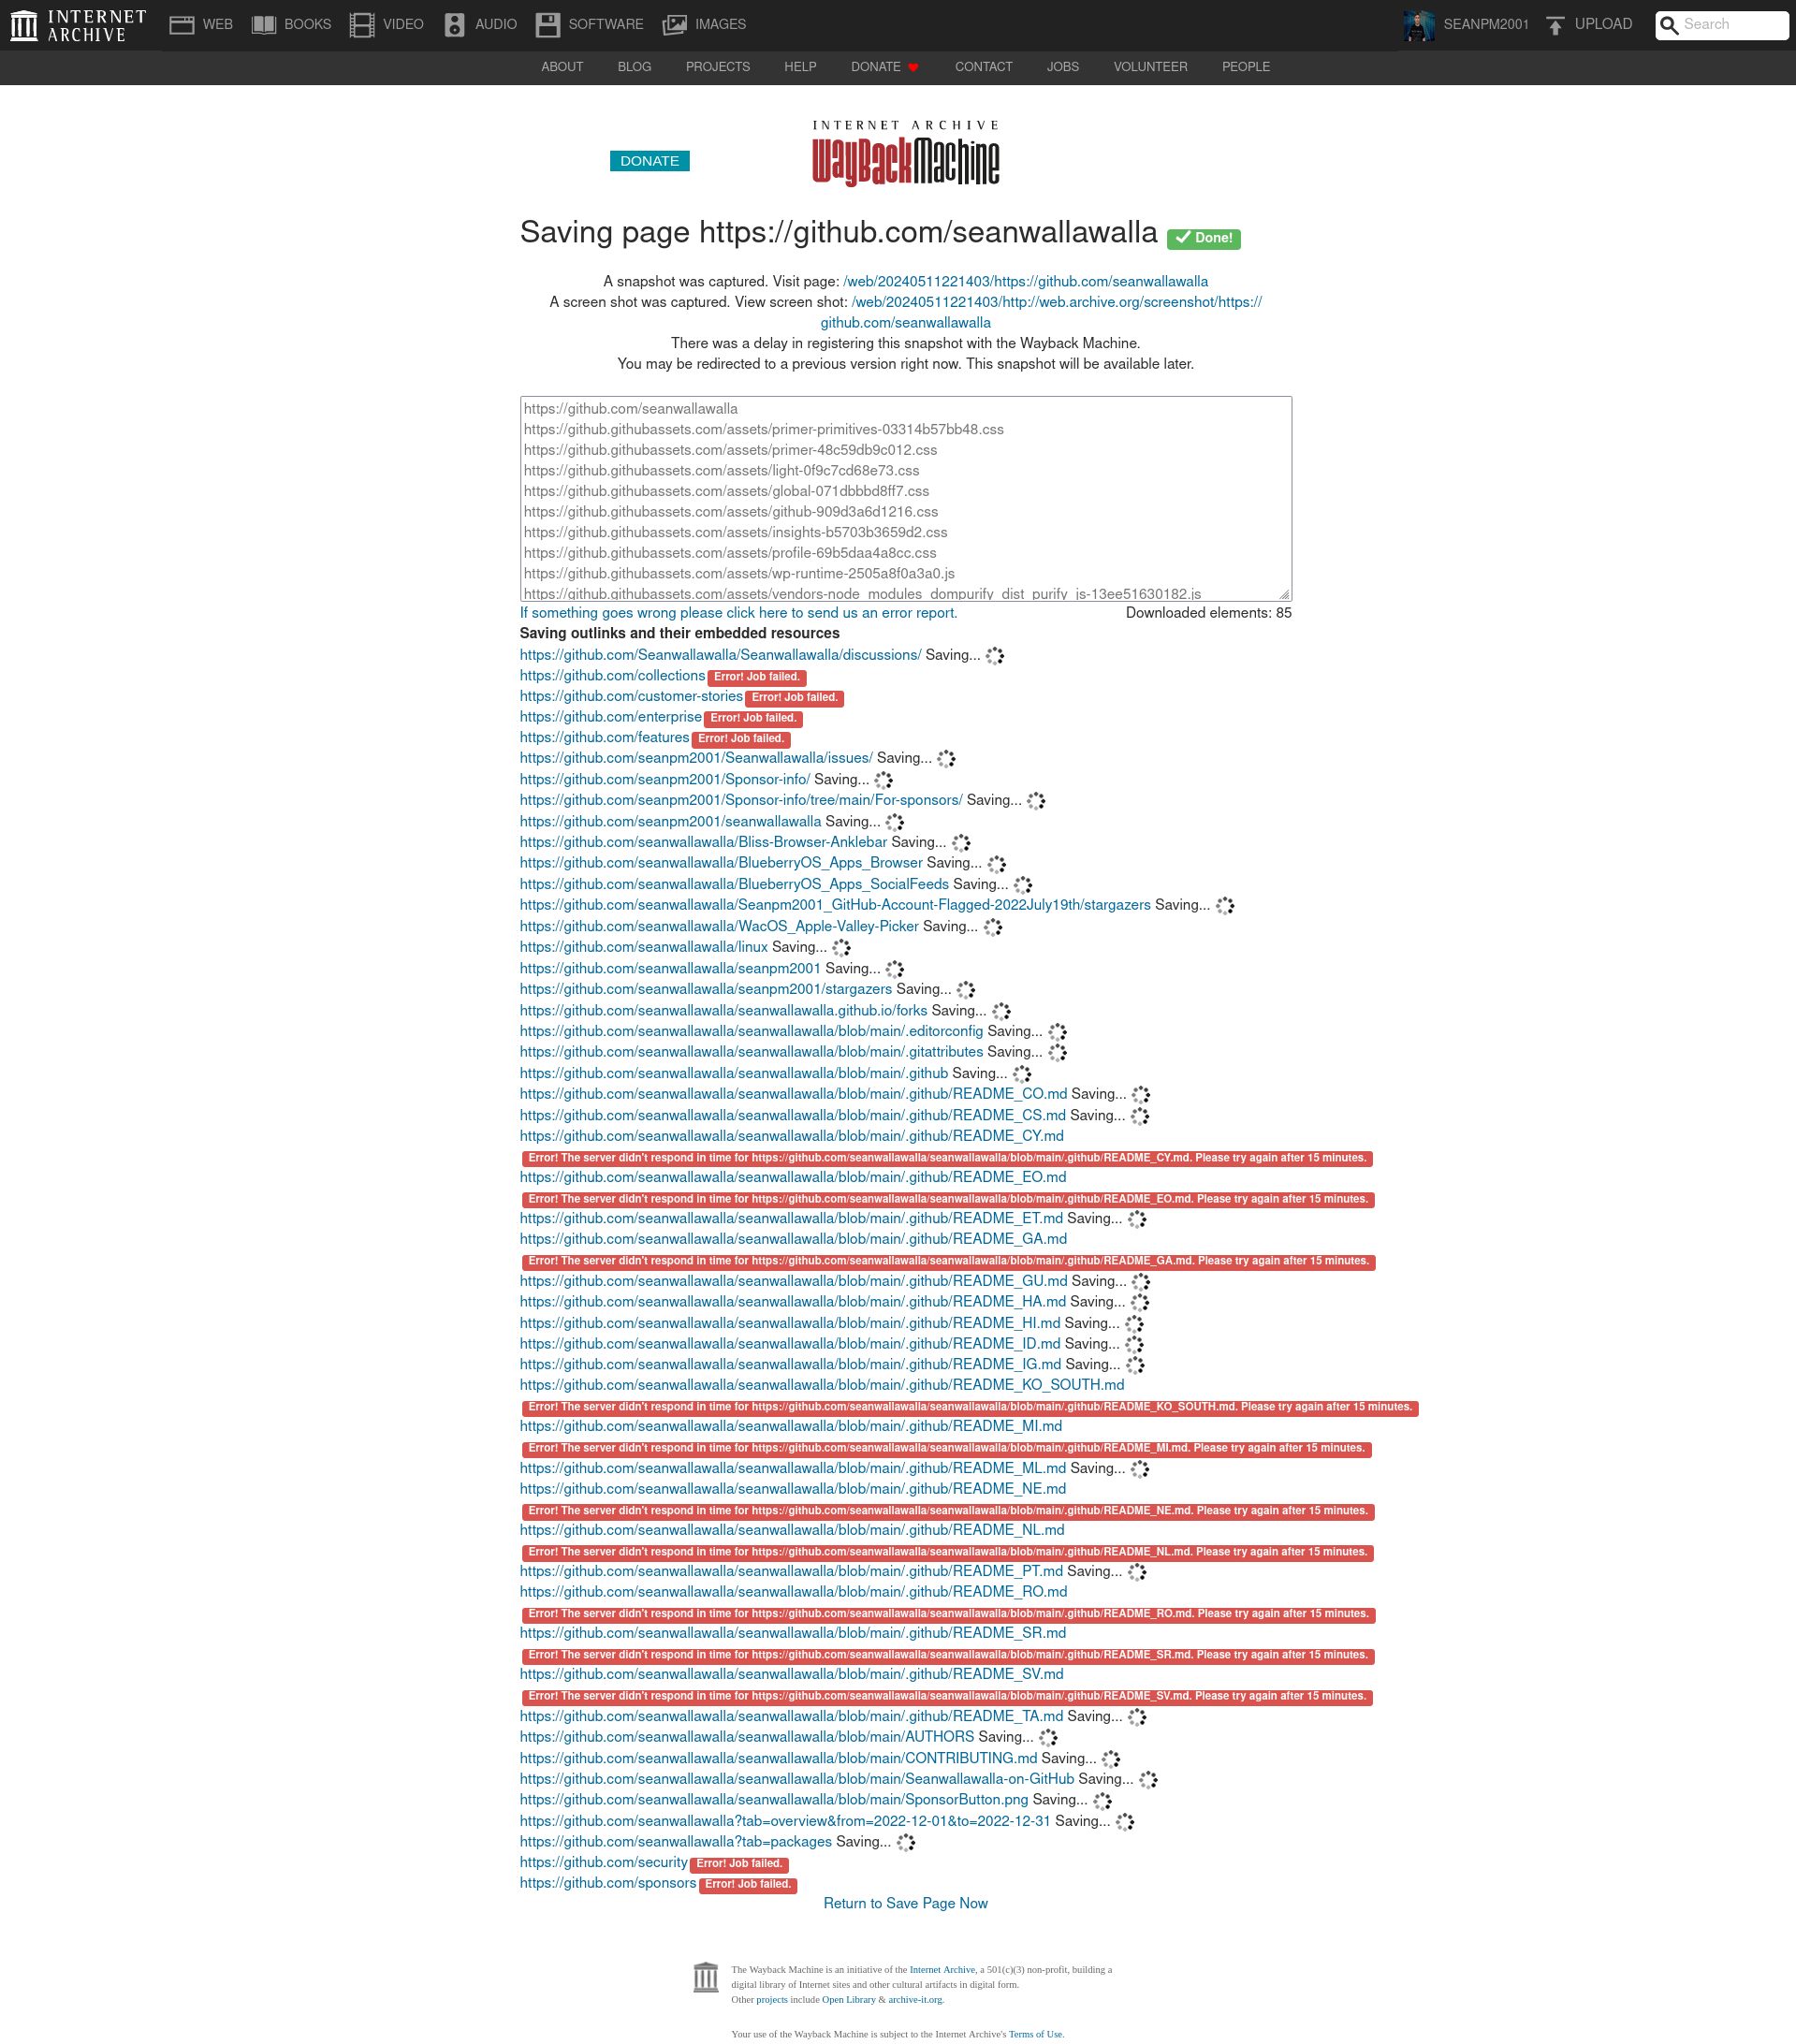 INTERNET ARCHIVE
WEB BOOKS VIDEO AUDIO SOFTWARE IMAGES SEANPM2001 UPLOAD Search
ABOUT BLOG PROJECTS HELP DONATE CONTACT JOBS VOLUNTEER PEOPLE
INTERNET ARCHIVE
DONATE WayBackMachine
Saving page https://github.com/seanwallawalla Done!
A snapshot was captured. Visit page: /web/20240511221403/https://github.com/seanwallawalla
A screen shot was captured. View screen shot: /web/20240511221403/http://web.archive.org/screenshot/https://
github.com/seanwallawalla
There was a delay in registering this snapshot with the Wayback Machine.
You may be redirected to a previous version right now. This snapshot will be available later.
https://github.com/seanwallawalla
https://github.githubassets.com/assets/primer-primitives-03314b57bb48.css
https://github.githubassets.com/assets/primer-48c59db9c012.css
https://github.githubassets.com/assets/light-0f9c7cd68e73.css
https://github.githubassets.com/assets/global-071dbbbd8ff7.css
https://github.githubassets.com/assets/github-909d3a6d1216.css
https://github.githubassets.com/assets/insights-b5703b3659d2.css
https://github.githubassets.com/assets/profile-69b5daa4a8cc.css
https://github.githubassets.com/assets/wp-runtime-2505a8f0a3a0.js
https://github.githubassets.com/assets/vendors-node_modules_dompurify_dist_purify_js-13ee51630182.js
If something goes wrong please click here to send us an error report. Downloaded elements: 85
Saving outlinks and their embedded resources
https://github.com/Seanwallawalla/Seanwallawalla/discussions/ Saving...
https://github.com/collections Error! Job failed.
https://github.com/customer-stories Error! Job failed.
https://github.com/enterprise Error! Job failed.
https://github.com/features Error! Job failed.
https://github.com/seanpm2001/Seanwallawalla/issues/ Saving...
https://github.com/seanpm2001/Sponsor-info/ Saving...
https://github.com/seanpm2001/Sponsor-info/tree/main/For-sponsors/ Saving...
https://github.com/seanpm2001/seanwallawalla Saving...
https://github.com/seanwallawalla/Bliss-Browser-Anklebar Saving...
https://github.com/seanwallawalla/BlueberryOS_Apps_Browser Saving...
https://github.com/seanwallawalla/BlueberryOS_Apps_SocialFeeds Saving...
https://github.com/seanwallawalla/Seanpm2001_GitHub-Account-Flagged-2022July19th/stargazers Saving...
https://github.com/seanwallawalla/WacOS_Apple-Valley-Picker Saving...
https://github.com/seanwallawalla/linux Saving...
https://github.com/seanwallawalla/seanpm2001 Saving...
https://github.com/seanwallawalla/seanpm2001/stargazers Saving...
https://github.com/seanwallawalla/seanwallawalla.github.io/forks Saving...
https://github.com/seanwallawalla/seanwallawalla/blob/main/.editorconfig Saving...
https://github.com/seanwallawalla/seanwallawalla/blob/main/.gitattributes Saving...
https://github.com/seanwallawalla/seanwallawalla/blob/main/.github Saving...
https://github.com/seanwallawalla/seanwallawalla/blob/main/.github/README_CO.md Saving...
https://github.com/seanwallawalla/seanwallawalla/blob/main/.github/README_CS.md Saving...
https://github.com/seanwallawalla/seanwallawalla/blob/main/.github/README_CY.md
Error! The server didn't respond in time for https://github.com/seanwallawalla/seanwallawalla/blob/main/.github/README_CY.md. Please try again after 15 minutes.
https://github.com/seanwallawalla/seanwallawalla/blob/main/.github/README_EO.md
Error! The server didn't respond in time for https://github.com/seanwallawalla/seanwallawalla/blob/main/.github/README_EO.md. Please try again after 15 minutes.
https://github.com/seanwallawalla/seanwallawalla/blob/main/.github/README_ET.md Saving...
https://github.com/seanwallawalla/seanwallawalla/blob/main/.github/README_GA.md
Error! The server didn't respond in time for https://github.com/seanwallawalla/seanwallawalla/blob/main/.github/README_GA.md. Please try again after 15 minutes.
https://github.com/seanwallawalla/seanwallawalla/blob/main/.github/README_GU.md Saving...
https://github.com/seanwallawalla/seanwallawalla/blob/main/.github/README_HA.md Saving...
https://github.com/seanwallawalla/seanwallawalla/blob/main/.github/README_HI.md Saving...
https://github.com/seanwallawalla/seanwallawalla/blob/main/.github/README_ID.md Saving...
https://github.com/seanwallawalla/seanwallawalla/blob/main/.github/README_IG.md Saving...
https://github.com/seanwallawalla/seanwallawalla/blob/main/.github/README_KO_SOUTH.md
Error! The server didn't respond in time for https://github.com/seanwallawalla/seanwallawalla/blob/main/.github/README_KO_SOUTH.md. Please try again after 15 minutes.
https://github.com/seanwallawalla/seanwallawalla/blob/main/.github/README_MI.md
Error! The server didn't respond in time for https://github.com/seanwallawalla/seanwallawalla/blob/main/.github/README_MI.md. Please try again after 15 minutes.
https://github.com/seanwallawalla/seanwallawalla/blob/main/.github/README_ML.md Saving...
https://github.com/seanwallawalla/seanwallawalla/blob/main/.github/README_NE.md
Error! The server didn't respond in time for https://github.com/seanwallawalla/seanwallawalla/blob/main/.github/README_NE.md. Please try again after 15 minutes.
https://github.com/seanwallawalla/seanwallawalla/blob/main/.github/README_NL.md
Error! The server didn't respond in time for https://github.com/seanwallawalla/seanwallawalla/blob/main/.github/README_NL.md. Please try again after 15 minutes.
https://github.com/seanwallawalla/seanwallawalla/blob/main/.github/README_PT.md Saving...
https://github.com/seanwallawalla/seanwallawalla/blob/main/.github/README_RO.md
Error! The server didn't respond in time for https://github.com/seanwallawalla/seanwallawalla/blob/main/.github/README_RO.md. Please try again after 15 minutes.
https://github.com/seanwallawalla/seanwallawalla/blob/main/.github/README_SR.md
Error! The server didn't respond in time for https://github.com/seanwallawalla/seanwallawalla/blob/main/.github/README_SR.md. Please try again after 15 minutes.
https://github.com/seanwallawalla/seanwallawalla/blob/main/.github/README_SV.md
Error! The server didn't respond in time for https://github.com/seanwallawalla/seanwallawalla/blob/main/.github/README_SV.md. Please try again after 15 minutes.
https://github.com/seanwallawalla/seanwallawalla/blob/main/.github/README_TA.md Saving...
https://github.com/seanwallawalla/seanwallawalla/blob/main/AUTHORS Saving...
https://github.com/seanwallawalla/seanwallawalla/blob/main/CONTRIBUTING.md Saving...
https://github.com/seanwallawalla/seanwallawalla/blob/main/Seanwallawalla-on-GitHub Saving...
https://github.com/seanwallawalla/seanwallawalla/blob/main/SponsorButton.png Saving...
https://github.com/seanwallawalla?tab=overview&from=2022-12-01&to=2022-12-31 Saving...
https://github.com/seanwallawalla?tab=packages Saving...
https://github.com/security Error! Job failed.
https://github.com/sponsors Error! Job failed.
Return to Save Page Now
The Wayback Machine is an initiative of the Internet Archive, a 501(c)(3) non-profit, building a
digital library of Internet sites and other cultural artifacts in digital form.
Other projects include Open Library & archive-it.org.
Your use of the Wayback Machine is subject to the Internet Archive's Terms of Use.